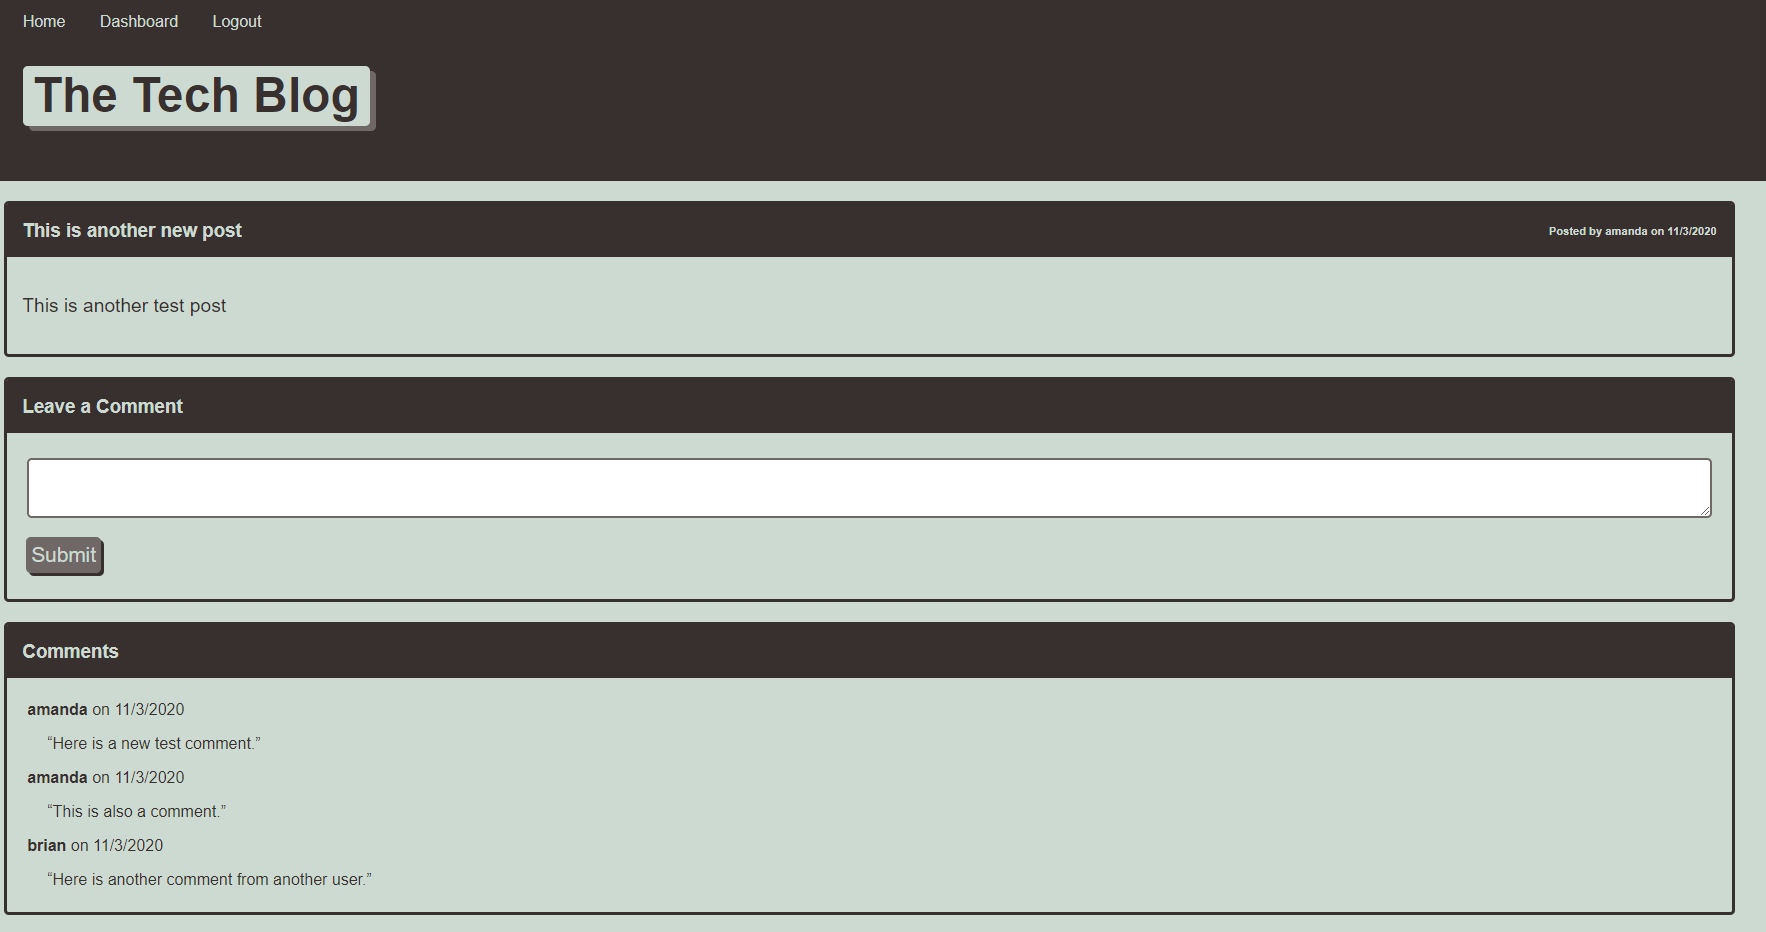 Home Dashboard Logout
The Tech Blog
This is another new post Posted by amanda on 11/3/2020
This is another test post
Leave a Comment
Submit
Comments
amanda on 11/3/2020
“Here is a new test comment.”
amanda on 11/3/2020
“This is also a comment.”
brian on 11/3/2020
“Here is another comment from another user.”